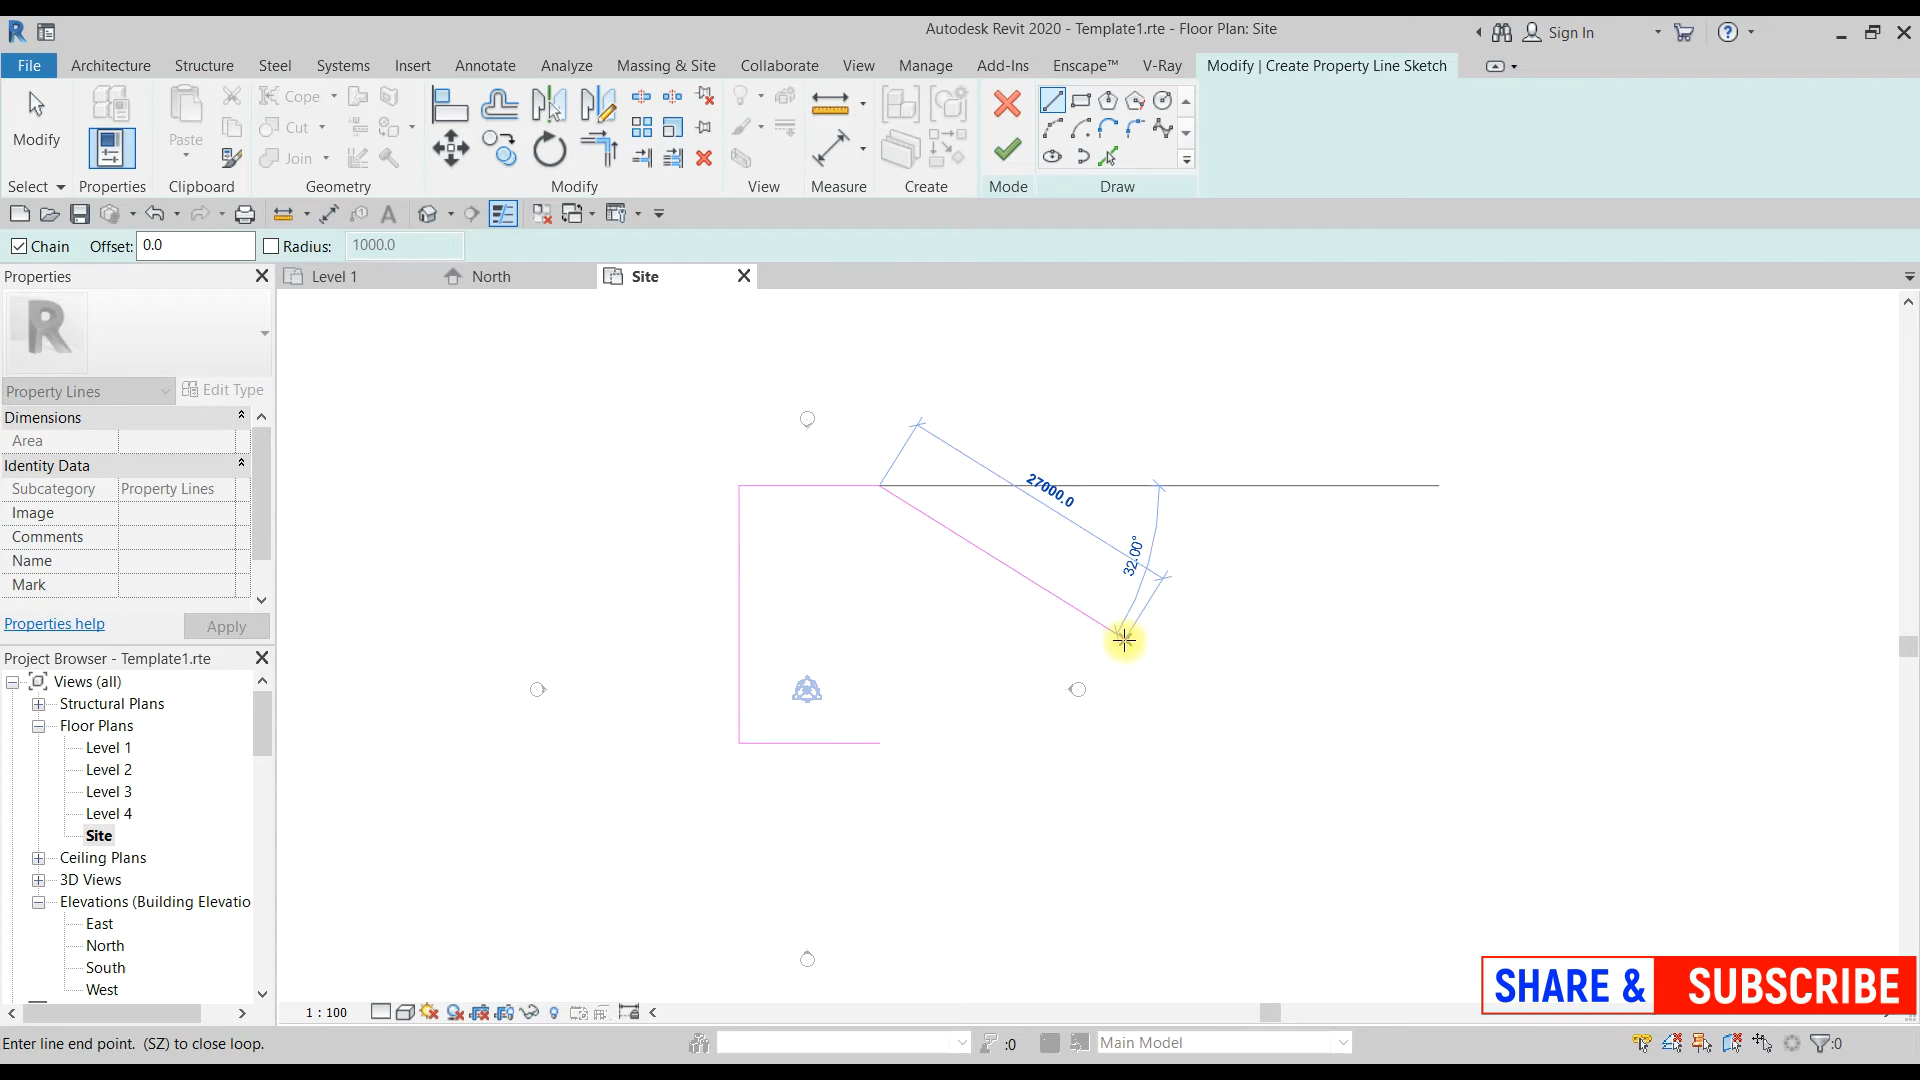 Autodesk Revit 2020 - Template1.rte - Floor Plan: Site
Sign In
File Architecture Structure Steel Systems Insert Annotate Analyze Massing & Site Collaborate View Manage Add-Ins Enscape™ V-Ray Modify | Create Property Line Sketch
Modify
Paste
Cope
Cut
Join
Select Properties Clipboard Geometry Modify View Measure Create Mode Draw
Chain Offset: 0.0 Radius: 1000.0
Properties
Level 1 North Site
R
Property Lines Edit Type
Dimensions
Area
Identity Data
Subcategory Property Lines
Image
Comments
Name
Mark
Properties help Apply
27000.0
32.00°
Project Browser - Template1.rte
Views (all)
Structural Plans
Floor Plans
Level 1
Level 2
Level 3
Level 4
Site
Ceiling Plans
3D Views
Elevations (Building Elevatio
East
North
South
West
1 : 100
SHARE & SUBSCRIBE
Enter line end point. (SZ) to close loop.
:0
Main Model
:0